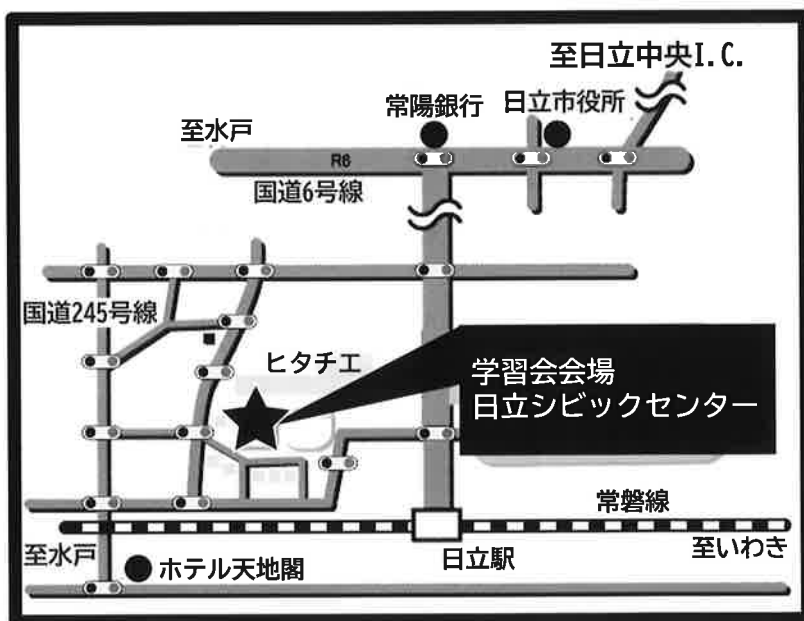 至日立中央I.C.
常陽銀行
日立市役所
至水戸
R6
国道6号線
国道245号線
ヒタチエ
学習会会場
日立シビックセンター
常磐線
至水戸
日立駅
至いわき
ホテル天地閣